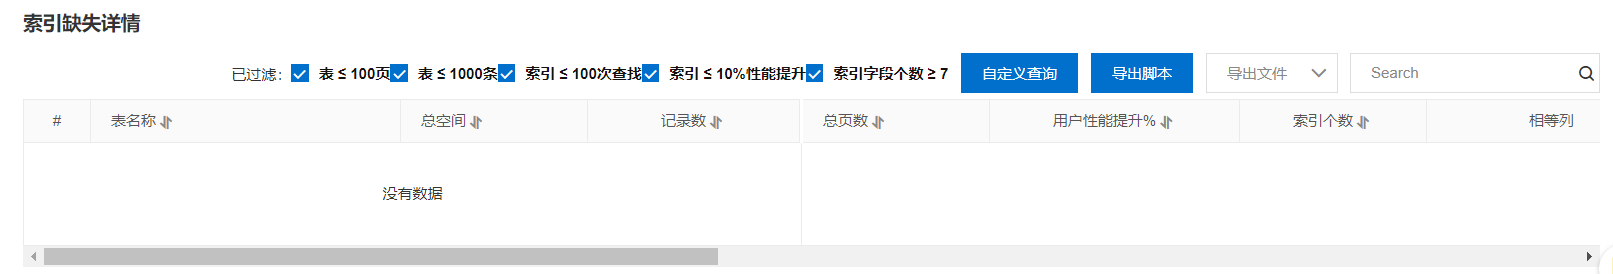 索引缺失详情
已过滤： 表 ≤ 100页 表 ≤ 1000条 索引 ≤ 100次查找 索引 ≤ 10%性能提升 索引字段个数 ≥ 7 自定义查询 导出脚本 导出文件 Search
# 表名称 总空间 记录数 总页数 用户性能提升% 索引个数 相等列
没有数据